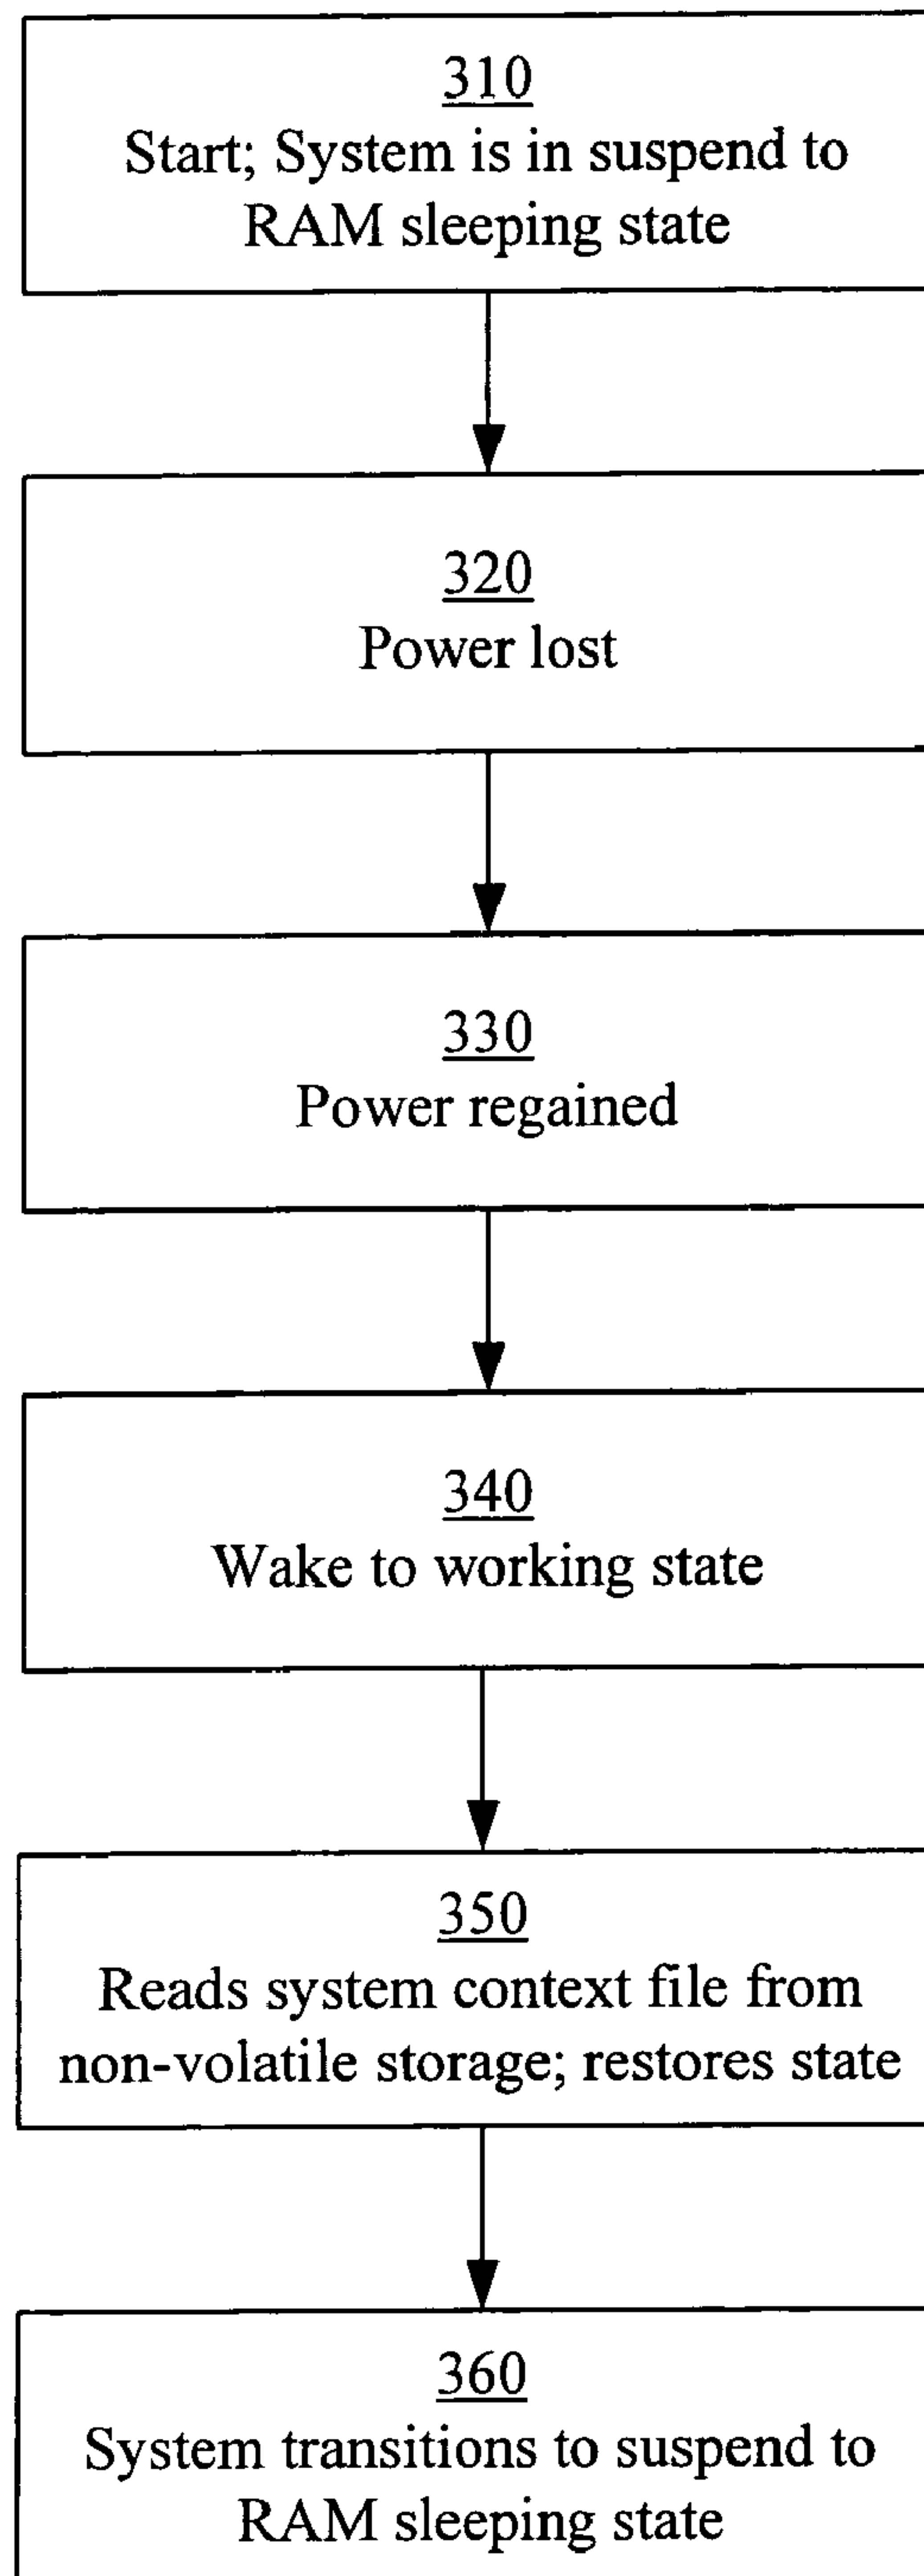 310
Start; System is in suspend to
RAM sleeping state
320
Power lost
330
Power regained
340
Wake to working state
350
Reads system context file from
non-volatile storage; restores state
360
System transitions to suspend to
RAM sleeping state